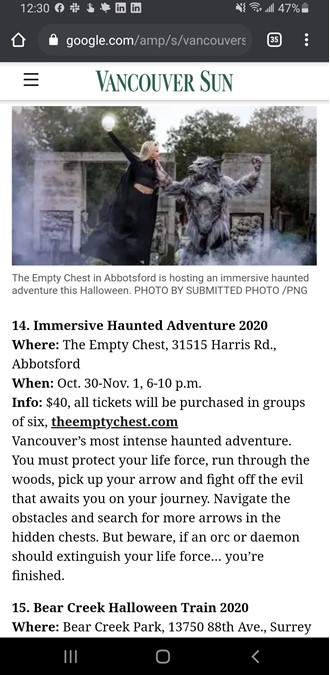 12:30
47%
google.com/amp/s/vancouvers
35
VANCOUVER SUN
The Empty Chest in Abbotsford is hosting an immersive haunted
adventure this Halloween. PHOTO BY SUBMITTED PHOTO /PNG
14. Immersive Haunted Adventure 2020
Where: The Empty Chest, 31515 Harris Rd.,
Abbotsford
When: Oct. 30-Nov. 1, 6-10 p.m.
Info: $40, all tickets will be purchased in groups
of six, theemptychest.com
Vancouver’s most intense haunted adventure.
You must protect your life force, run through the
woods, pick up your arrow and fight off the evil
that awaits you on your journey. Navigate the
obstacles and search for more arrows in the
hidden chests. But beware, if an orc or daemon
should extinguish your life force… you’re
finished.
15. Bear Creek Halloween Train 2020
Where: Bear Creek Park, 13750 88th Ave., Surrey